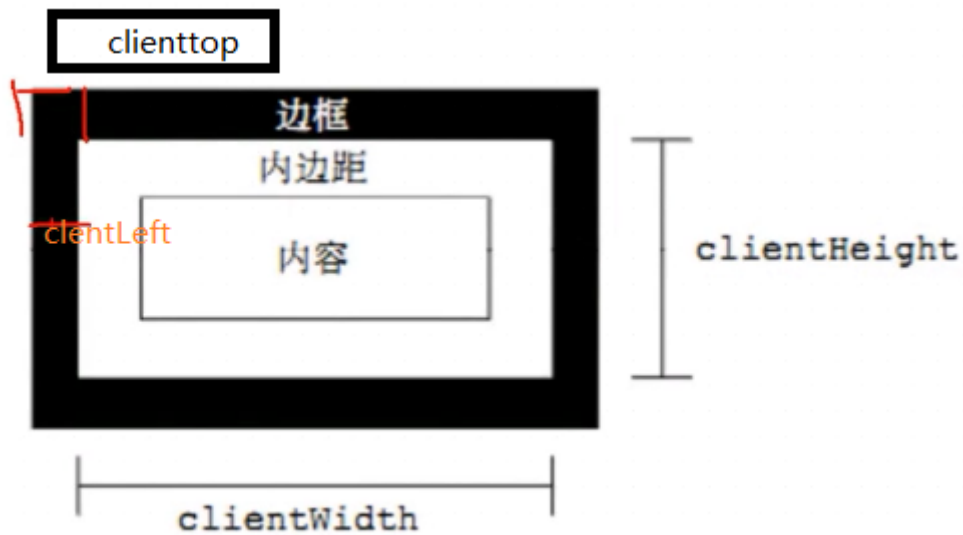 clienttop
边框
内边距
clentLeft
内容
clientHeight
clientWidth